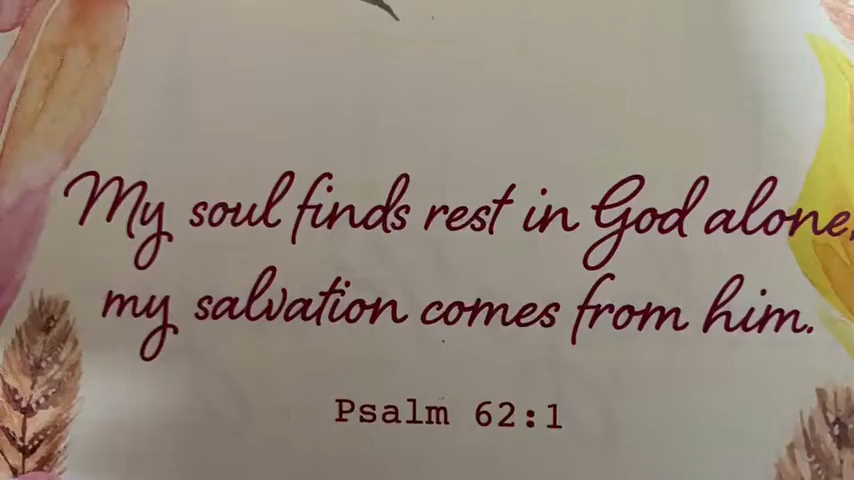 My soul finds rest in God alone,
my salvation comes from him.
Psalm 62:1